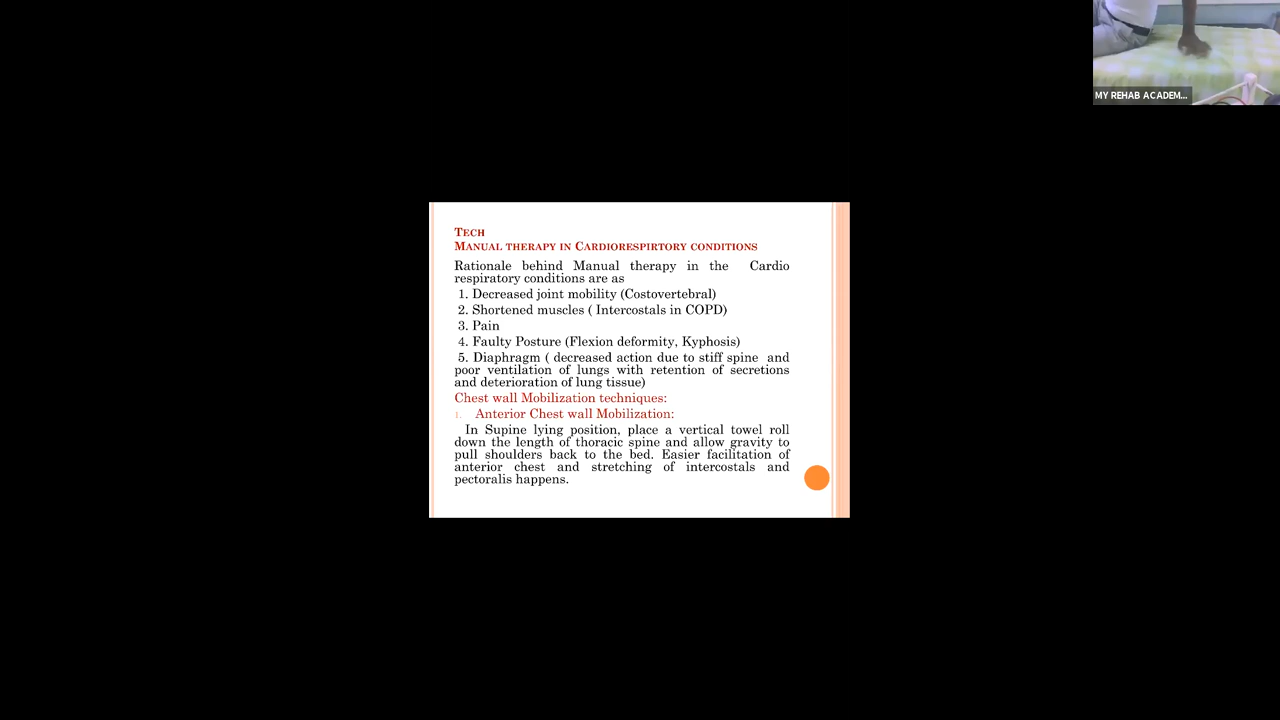 MY REHAB ACADEM...
TECH
MANUAL THERAPY IN CARDIORESPIRTORY CONDITIONS
Rationale behind Manual therapy in the Cardio
respiratory conditions are as
1. Decreased joint mobility (Costovertebral)
2. Shortened muscles ( Intercostals in COPD)
3. Pain
4. Faulty Posture (Flexion deformity, Kyphosis)
5. Diaphragm ( decreased action due to stiff spine and
poor ventilation of lungs with retention of secretions
and deterioration of lung tissue)
Chest wall Mobilization techniques:
1. Anterior Chest wall Mobilization:
In Supine lying position, place a vertical towel roll
down the length of thoracic spine and allow gravity to
pull shoulders back to the bed. Easier facilitation of
anterior chest and stretching of intercostals and
pectoralis happens.